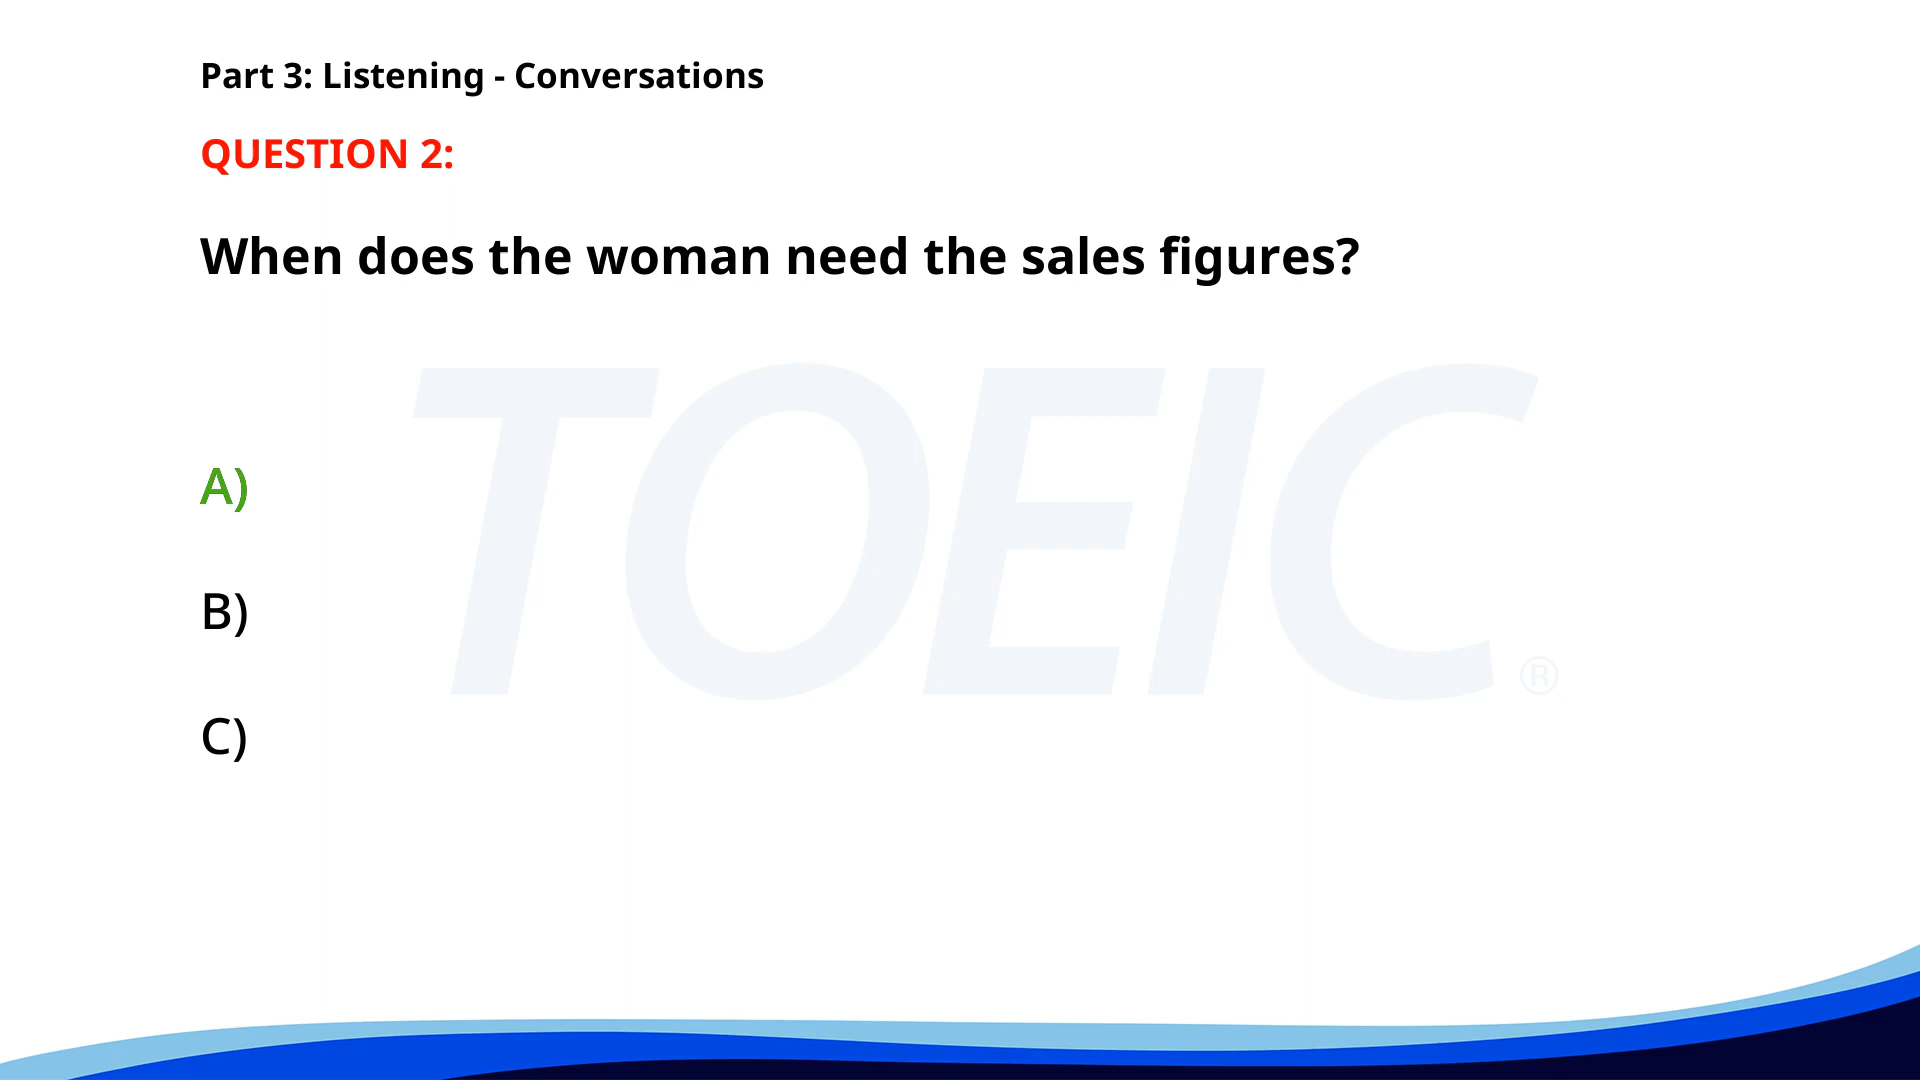 Part 3: Listening - Conversations
QUESTION 2:
When does the woman need the sales figures?
TOEIC®
A)
B)
C)